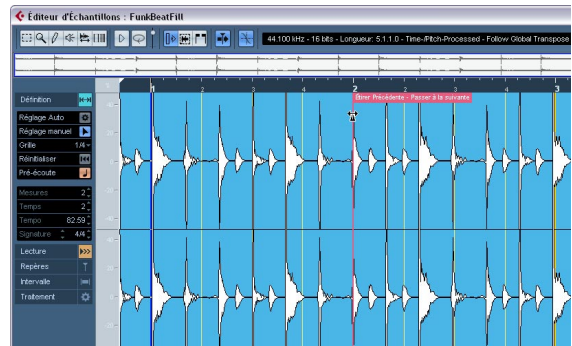 Éditeur d'Échantillons : FunkBeatFill
44.100 kHz - 16 bits - Longueur: 5.1.1.0 - Time-/Pitch-Processed - Follow Global Transpose
1 2 3 4 2 2 3 4 3
Étirer Précédente - Passer à la suivante
Définition
Réglage Auto
Réglage manuel
Grille 1/4
Réinitialiser
Pré-écoute
Mesures 2
Temps 2
Tempo 82.59
Signature 4/4
Lecture
Repères
Intervalle
Traitement